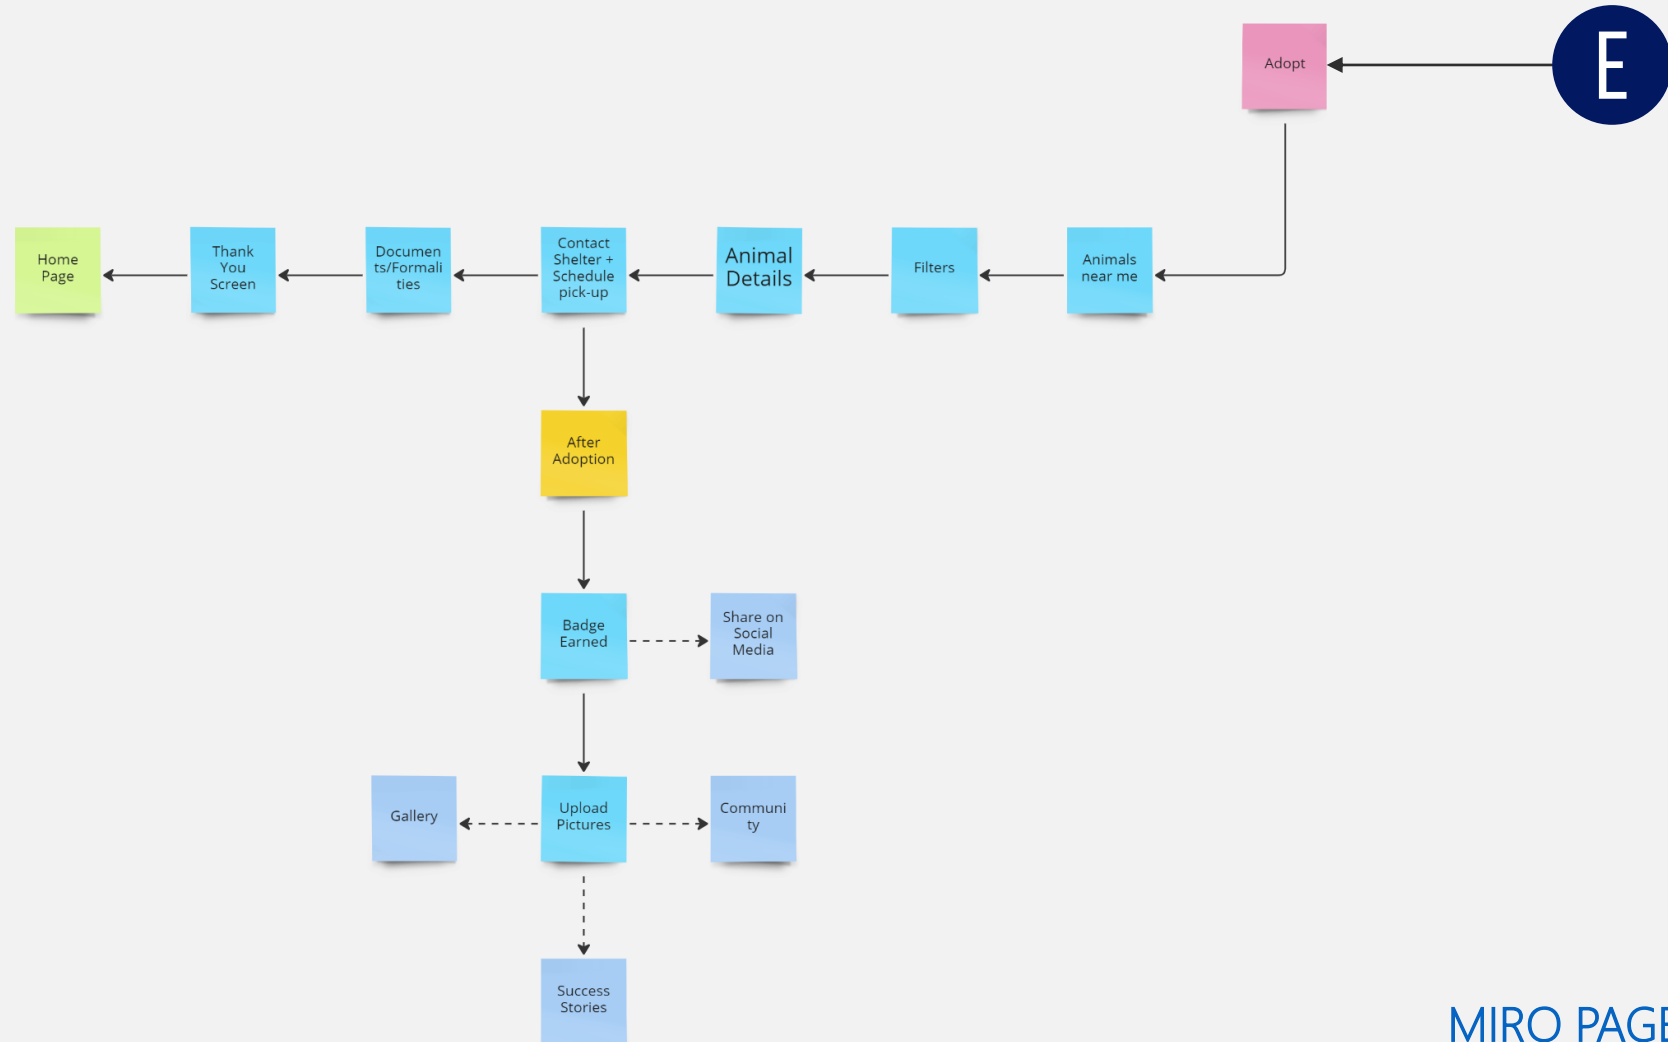 Adopt
E
Home
Page
Thank
You
Screen
Documen
ts/Formali
ties
Contact
Shelter +
Schedule
pick-up
Animal
Details
Filters
Animals
near me
After
Adoption
Badge
Earned
Share on
Social
Media
Gallery
Upload
Pictures
Communi
ty
Success
Stories
MIRO PAGE